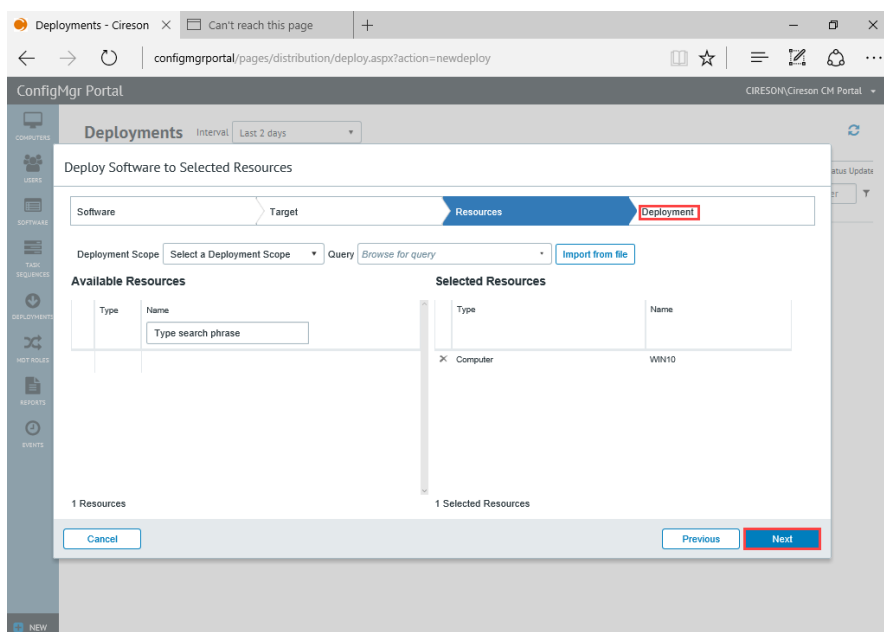 Deployments - Cireson
Can't reach this page
configmgrportal/pages/distribution/deploy.aspx?action=newdeploy
ConfigMgr Portal
CIRESON\Cireson CM Portal
COMPUTERS
USERS
SOFTWARE
TASK
SEQUENCES
DEPLOYMENTS
HOT ROLES
REPORTS
EVENTS
NEW
Deployments Interval Last 2 days
atus Update
er
Deploy Software to Selected Resources
Software Target Resources Deployment
Deployment Scope Select a Deployment Scope Query Browse for query Import from file
Available Resources
Type Name
Type search phrase
1 Resources
Selected Resources
Type Name
Computer WIN10
1 Selected Resources
Cancel Previous Next